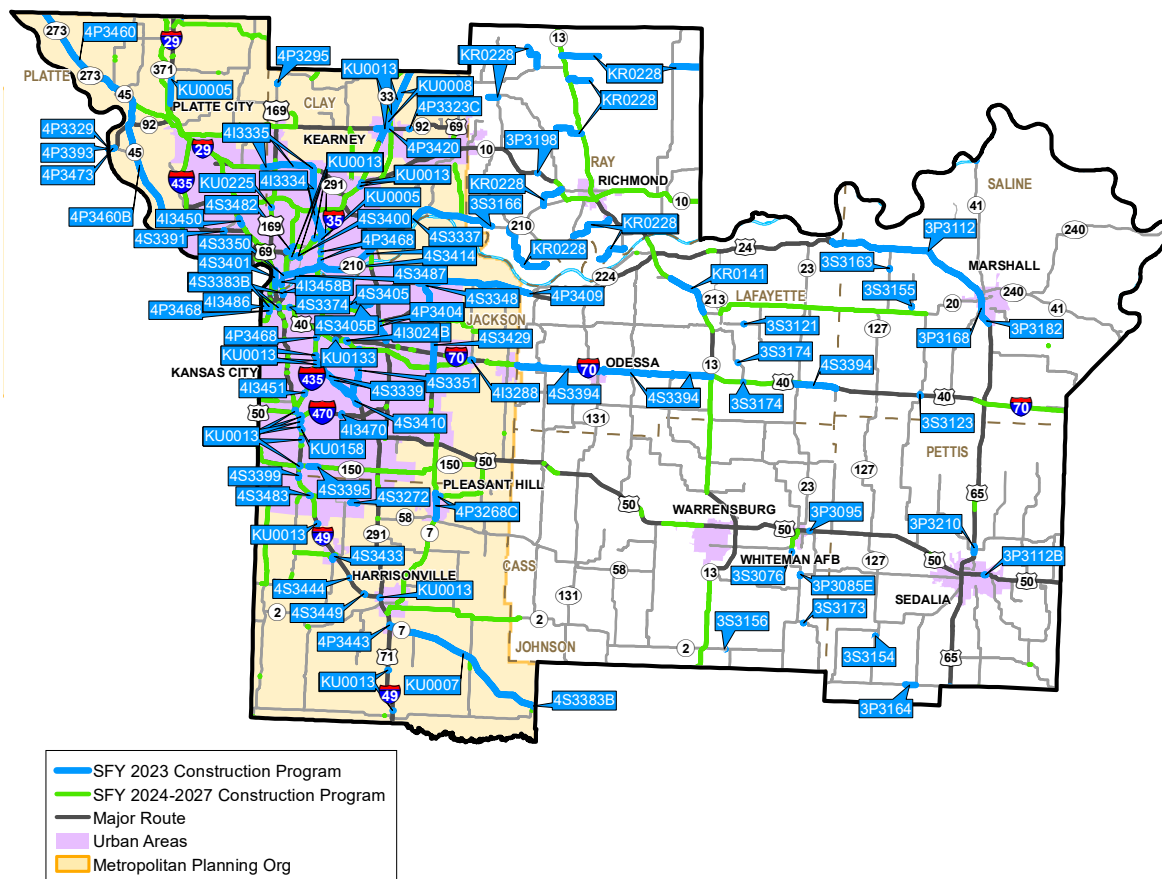 273
4P3460
29
KR0228
13
PLATTE
273
371
4P3295
KU0013
KR0228
KU0005
45
PLATTE CITY
169
CLAY
33
KU0008
4P3323C
KR0228
41
92
KEARNEY
92
69
4P3329
4P3393
4P3473
45
29
4I3335
4P3420
3P3198
10
435
KU0013
RAY
RICHMOND
SALINE
KU0225
4I3334
291
KU0013
KR0228
10
4P3460B
4I3450
4S3482
KU0005
3S3166
4S3391
169
35
4S3400
210
KR0228
240
4S3350
69
4P3468
4S3337
KR0228
24
3P3112
4S3401
210
4S3414
224
23
3S3163
MARSHALL
4S3383B
4I3458B
4S3487
KR0141
4I3486
4S3374
4S3405
4S3348
4P3409
213
LAFAYETTE
3S3155
20
240
41
4P3468
40
4S3405B
4P3404
JACKSON
3S3121
127
3P3168
3P3182
4P3468
4I3024B
4S3429
KU0013
KU0133
70
ODESSA
13
3S3174
KANSAS CITY
435
4S3351
70
40
4S3394
4I3451
4S3339
4I3288
4S3394
4S3394
3S3174
40
50
470
4I3470
4S3410
131
3S3123
70
KU0013
KU0158
PETTIS
150
150
50
127
4S3399
4S3395
4S3272
PLEASANT HILL
23
65
4S3483
58
4P3268C
50
WARRENSBURG
3P3095
3P3210
KU0013
49
291
7
50
3P3112B
4S3433
CASS
WHITEMAN AFB
127
50
50
4S3444
HARRISONVILLE
58
13
3S3076
3P3085E
SEDALIA
4S3449
KU0013
131
2
2
3S3156
3S3173
4P3443
7
JOHNSON
2
3S3154
65
71
KU0013
KU0007
49
4S3383B
3P3164
SFY 2023 Construction Program
SFY 2024-2027 Construction Program
Major Route
Urban Areas
Metropolitan Planning Org